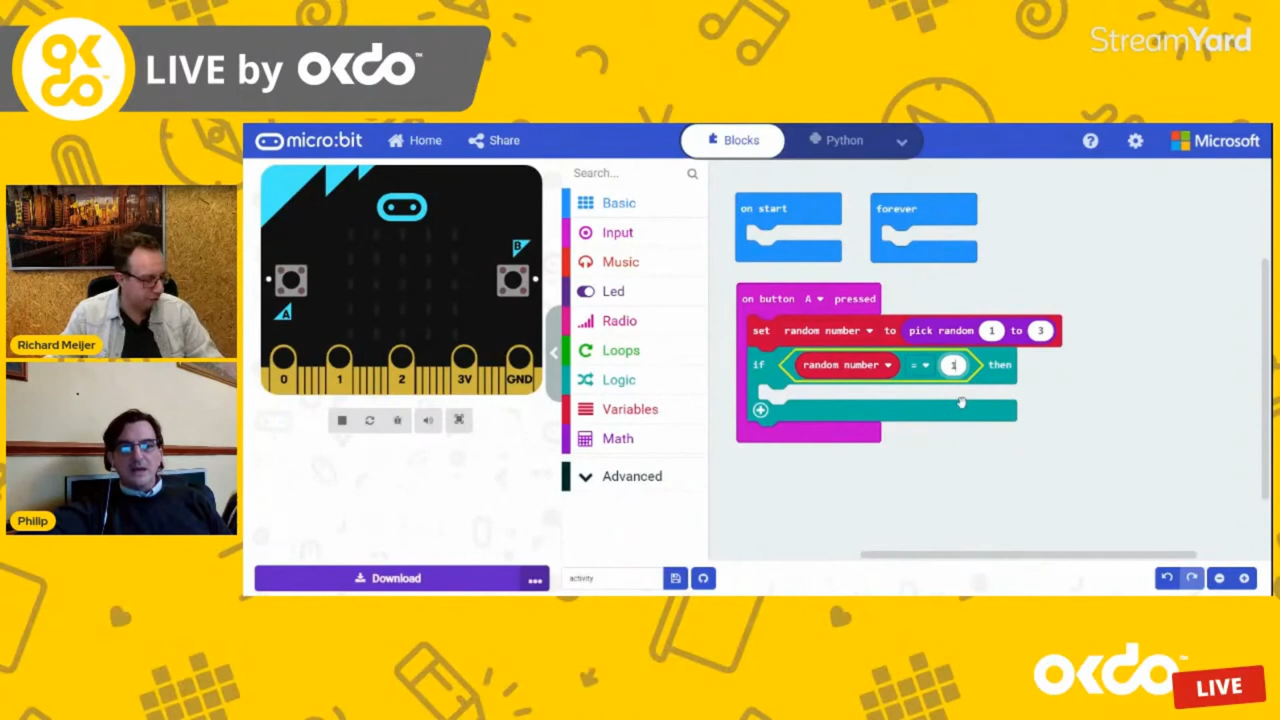 StreamYard
LIVE by OKdo™
micro:bit
Home
Share
Blocks
Python
Microsoft
Search...
Basic
Input
Music
Led
Radio
Loops
Logic
Variables
Math
Advanced
A
B
0
1
2
3V
GND
on start
forever
on button A pressed
set random number to pick random 1 to 3
if random number = 1 then
Richard Meijer
Philip
Download
activity
OKdo™
LIVE